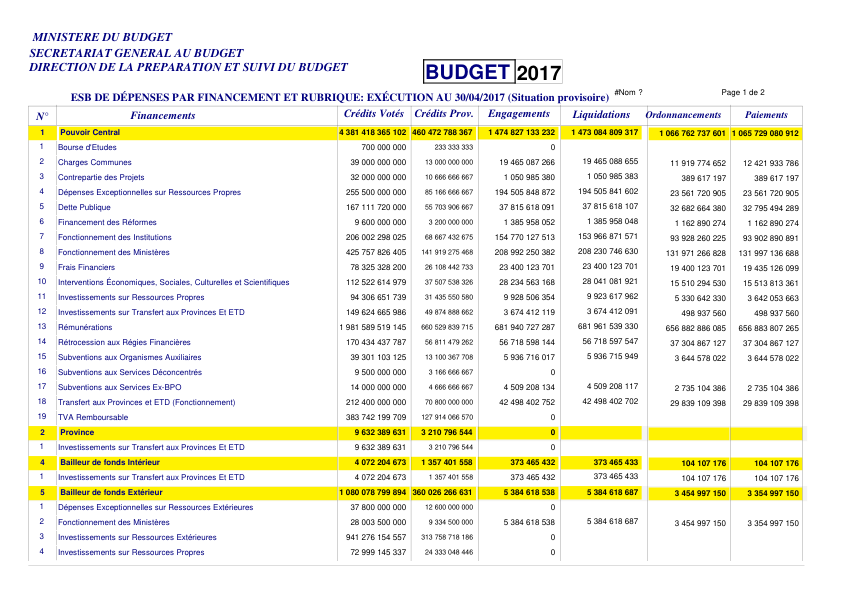 MINISTERE DU BUDGET
SECRETARIAT GENERAL AU BUDGET
DIRECTION DE LA PREPARATION ET SUIVI DU BUDGET
BUDGET 2017
ESB DE DÉPENSES PAR FINANCEMENT ET RUBRIQUE: EXÉCUTION AU 30/04/2017 (Situation provisoire) #Nom ? Page 1 de 2
N° Financements Crédits Votés Crédits Prov. Engagements Liquidations Ordonnancements Paiements
1 Pouvoir Central 4 381 418 365 102 460 472 788 367 1 474 827 133 232 1 473 084 809 317 1 066 762 737 601 1 065 729 080 912
1 Bourse d'Etudes 700 000 000 233 333 333 0
2 Charges Communes 39 000 000 000 13 000 000 000 19 465 087 266 19 465 088 655 11 919 774 652 12 421 933 786
3 Contrepartie des Projets 32 000 000 000 10 666 666 667 1 050 985 380 1 050 985 383 389 617 197 389 617 197
4 Dépenses Exceptionnelles sur Ressources Propres 255 500 000 000 85 166 666 667 194 505 848 872 194 505 841 602 23 561 720 905 23 561 720 905
5 Dette Publique 167 111 720 000 55 703 906 667 37 815 618 091 37 815 618 107 32 682 664 380 32 795 494 289
6 Financement des Réformes 9 600 000 000 3 200 000 000 1 385 958 052 1 385 958 048 1 162 890 274 1 162 890 274
7 Fonctionnement des Institutions 206 002 298 025 68 667 432 675 154 770 127 513 153 966 871 571 93 928 260 225 93 902 890 891
8 Fonctionnement des Ministères 425 757 826 405 141 919 275 468 208 992 250 382 208 230 746 630 131 971 266 828 131 997 136 688
9 Frais Financiers 78 325 328 200 26 108 442 733 23 400 123 701 23 400 123 701 19 400 123 701 19 435 126 099
10 Interventions Économiques, Sociales, Culturelles et Scientifiques 112 522 614 979 37 507 538 326 28 234 563 168 28 041 081 921 15 510 294 530 15 513 813 361
11 Investissements sur Ressources Propres 94 306 651 739 31 435 550 580 9 928 506 354 9 923 617 962 5 330 642 330 3 642 053 663
12 Investissements sur Transfert aux Provinces Et ETD 149 624 665 986 49 874 888 662 3 674 412 119 3 674 412 091 498 937 560 498 937 560
13 Rémunérations 1 981 589 519 145 660 529 839 715 681 940 727 287 681 961 539 330 656 882 886 085 656 883 807 265
14 Rétrocession aux Régies Financières 170 434 437 787 56 811 479 262 56 718 598 144 56 718 597 547 37 304 867 127 37 304 867 127
15 Subventions aux Organismes Auxiliaires 39 301 103 125 13 100 367 708 5 936 716 017 5 936 715 949 3 644 578 022 3 644 578 022
16 Subventions aux Services Déconcentrés 9 500 000 000 3 166 666 667 0
17 Subventions aux Services Ex-BPO 14 000 000 000 4 666 666 667 4 509 208 134 4 509 208 117 2 735 104 386 2 735 104 386
18 Transfert aux Provinces et ETD (Fonctionnement) 212 400 000 000 70 800 000 000 42 498 402 752 42 498 402 702 29 839 109 398 29 839 109 398
19 TVA Remboursable 383 742 199 709 127 914 066 570 0
2 Province 9 632 389 631 3 210 796 544 0
1 Investissements sur Transfert aux Provinces Et ETD 9 632 389 631 3 210 796 544 0
4 Bailleur de fonds Intérieur 4 072 204 673 1 357 401 558 373 465 432 373 465 433 104 107 176 104 107 176
1 Investissements sur Transfert aux Provinces Et ETD 4 072 204 673 1 357 401 558 373 465 432 373 465 433 104 107 176 104 107 176
5 Bailleur de fonds Extérieur 1 080 078 799 894 360 026 266 631 5 384 618 538 5 384 618 687 3 454 997 150 3 354 997 150
1 Dépenses Exceptionnelles sur Ressources Extérieures 37 800 000 000 12 600 000 000 0
2 Fonctionnement des Ministères 28 003 500 000 9 334 500 000 5 384 618 538 5 384 618 687 3 454 997 150 3 354 997 150
3 Investissements sur Ressources Extérieures 941 276 154 557 313 758 718 186 0
4 Investissements sur Ressources Propres 72 999 145 337 24 333 048 446 0